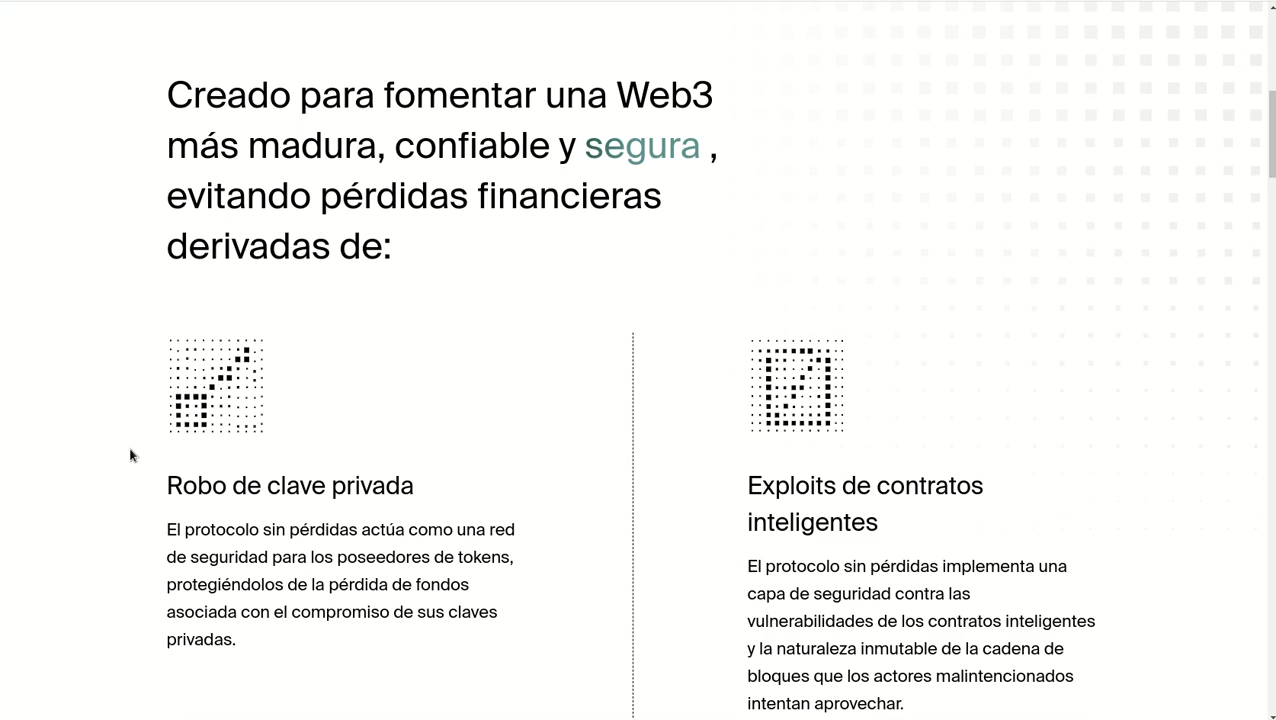 Creado para fomentar una Web3
más madura, confiable y segura ,
evitando pérdidas financieras
derivadas de:
Robo de clave privada
El protocolo sin pérdidas actúa como una red
de seguridad para los poseedores de tokens,
protegiéndolos de la pérdida de fondos
asociada con el compromiso de sus claves
privadas.
Exploits de contratos
inteligentes
El protocolo sin pérdidas implementa una
capa de seguridad contra las
vulnerabilidades de los contratos inteligentes
y la naturaleza inmutable de la cadena de
bloques que los actores malintencionados
intentan aprovechar.